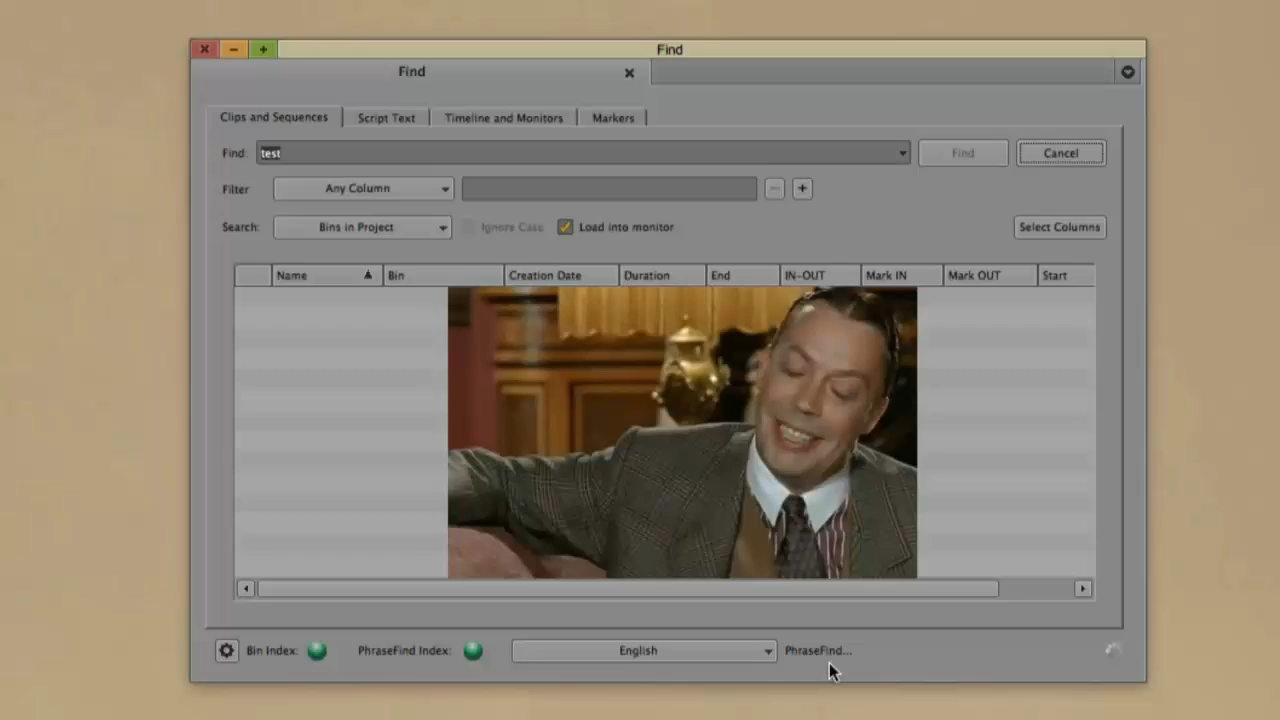 Find
Find
Clips and Sequences Script Text Timeline and Monitors Markers
Find: test Find Cancel
Filter Any Column
Search: Bins in Project Ignore Case Load into monitor Select Columns
Name Bin Creation Date Duration End IN-OUT Mark IN Mark OUT Start
Bin Index: PhraseFind Index: English PhraseFind...